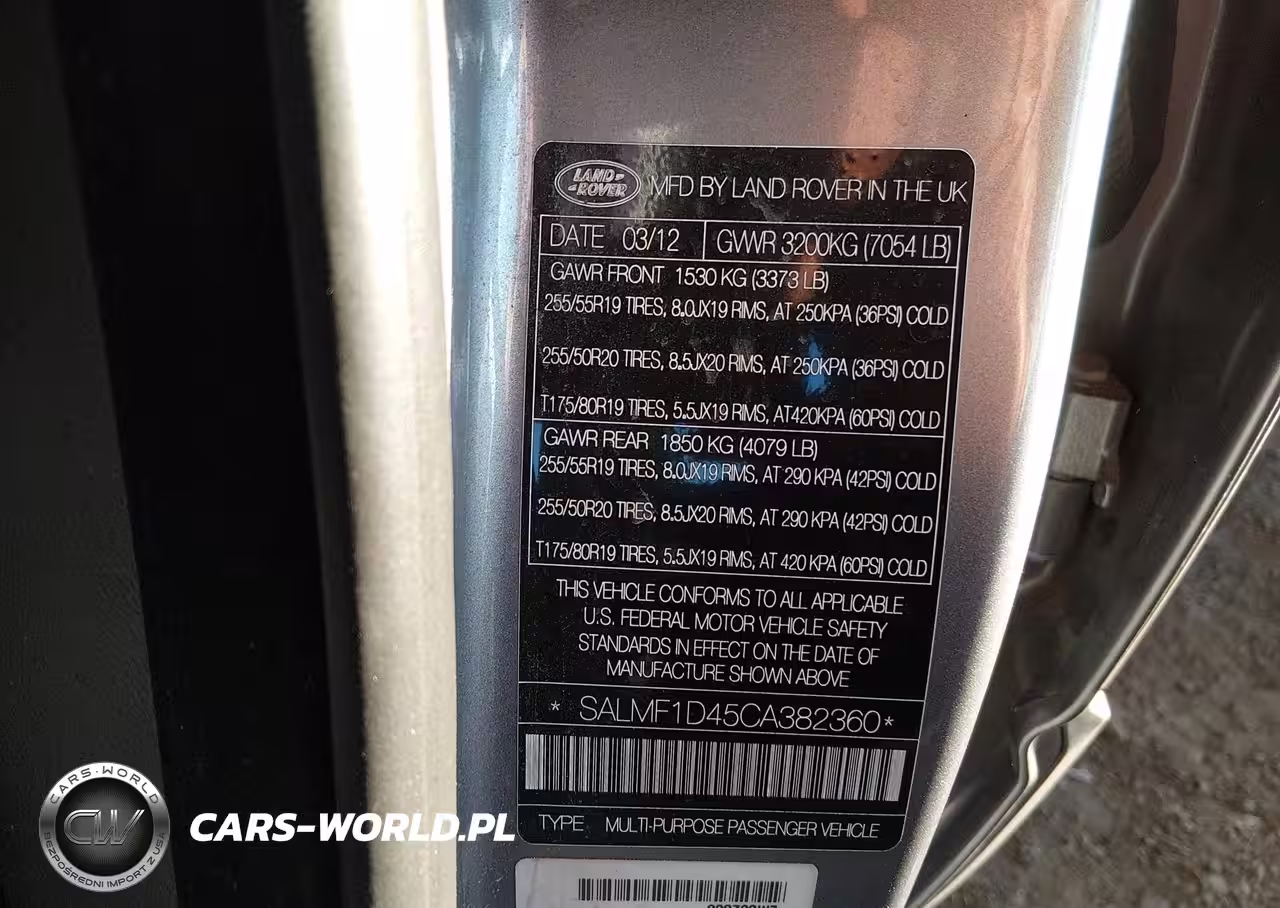 LAND-
-ROVER
MFD BY LAND ROVER IN THE UK
DATE 03/12 GVWR 3200KG (7054 LB)
GAWR FRONT 1530 KG (3373 LB)
255/55R19 TIRES, 8.0JX19 RIMS, AT 250KPA (36PSI) COLD
255/50R20 TIRES, 8.5JX20 RIMS, AT 250KPA (36PSI) COLD
T175/80R19 TIRES, 5.5JX19 RIMS, AT420KPA (60PSI) COLD
GAWR REAR 1850 KG (4079 LB)
255/55R19 TIRES, 8.0JX19 RIMS, AT 290 KPA (42PSI) COLD
255/50R20 TIRES, 8.5JX20 RIMS, AT 290 KPA (42PSI) COLD
T175/80R19 TIRES, 5.5JX19 RIMS, AT 420 KPA (60PSI) COLD
THIS VEHICLE CONFORMS TO ALL APPLICABLE
U.S. FEDERAL MOTOR VEHICLE SAFETY
STANDARDS IN EFFECT ON THE DATE OF
MANUFACTURE SHOWN ABOVE
* SALMF1D45CA382360*
TYPE MULTI-PURPOSE PASSENGER VEHICLE
CARS-WORLD
CW
BEZPOŚREDNI IMPORT Z USA
CARS-WORLD.PL